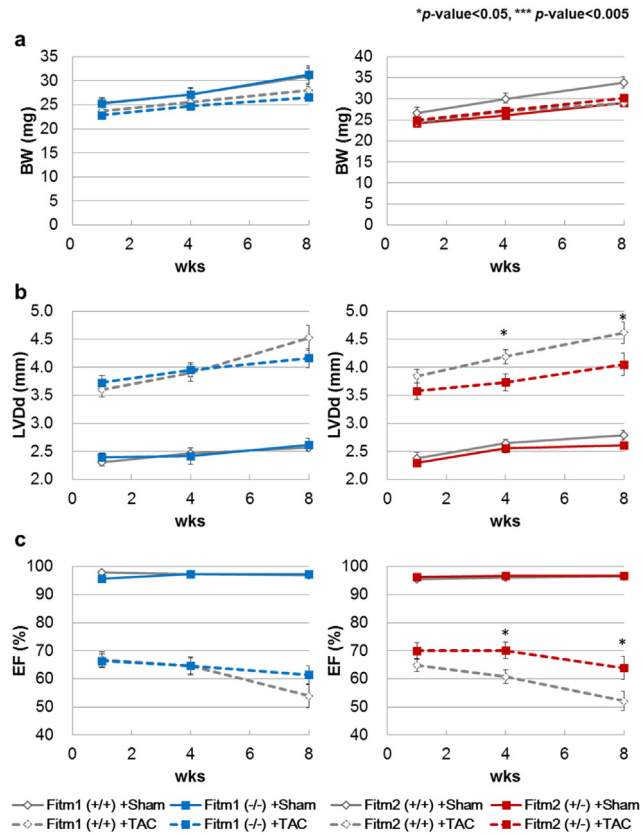 *p-value<0.05, *** p-value<0.005
a
BW (mg)
35
30
25
20
15
10
5
0
0 2 4 6 8
wks
BW (mg)
40
35
30
25
20
15
10
5
0
0 2 4 6 8
wks
b
LVDd (mm)
5.0
4.5
4.0
3.5
3.0
2.5
2.0
0 2 4 6 8
wks
LVDd (mm)
5.0
4.5
4.0
3.5
3.0
2.5
2.0
* *
0 2 4 6 8
wks
c
EF (%)
100
90
80
70
60
50
40
0 2 4 6 8
wks
EF (%)
100
90
80
70
60
50
40
* *
0 2 4 6 8
wks
Fitm1 (+/+) +Sham Fitm1 (-/-) +Sham Fitm2 (+/+) +Sham Fitm2 (+/-) +Sham
Fitm1 (+/+) +TAC Fitm1 (-/-) +TAC Fitm2 (+/+) +TAC Fitm2 (+/-) +TAC